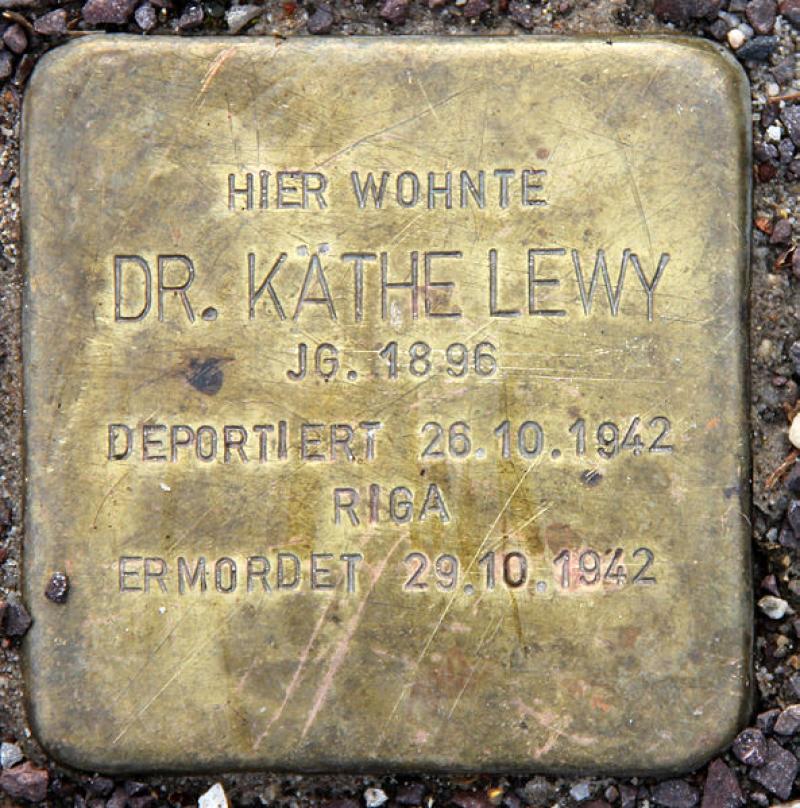 HIER WOHNTE
DR. KÄTHE LEWY
JG. 1896
DEPORTIERT 26.10.1942
RIGA
ERMORDET 29.10.1942